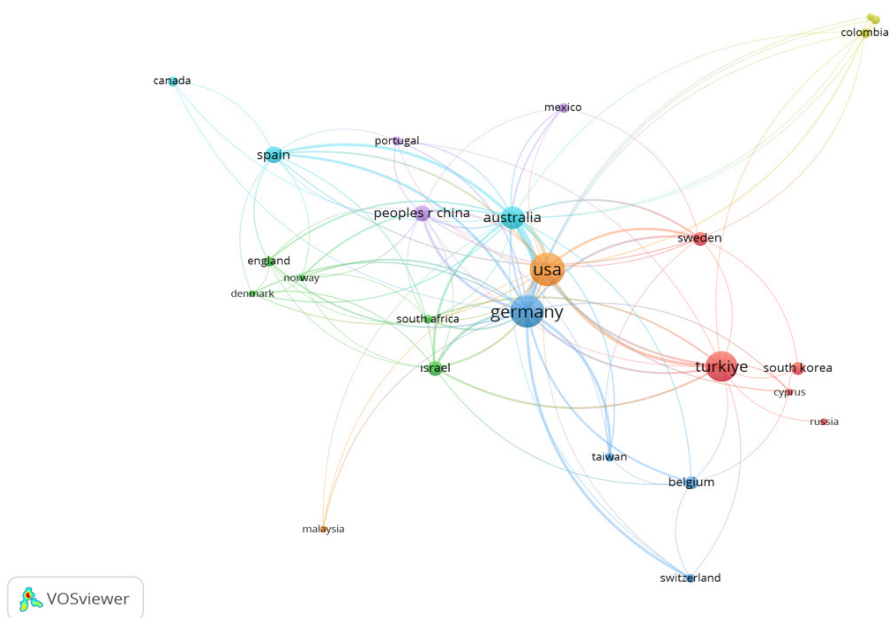 colombia
canada
mexico
portugal
spain
peoples r china
australia
sweden
england
usa
norway
denmark
germany
south africa
ısrael
turkiye
south korea
cyprus
russia
taiwan
belgium
malaysia
switzerland
VOSviewer